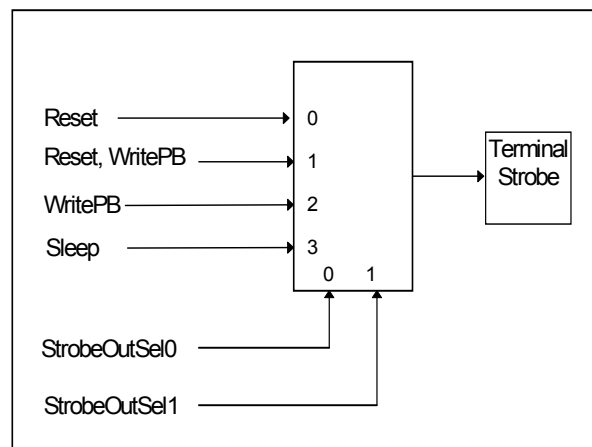 Reset
0
Reset, WritePB
1
WritePB
2
Sleep
3
0 1
Terminal
Strobe
StrobeOutSel0
StrobeOutSel1